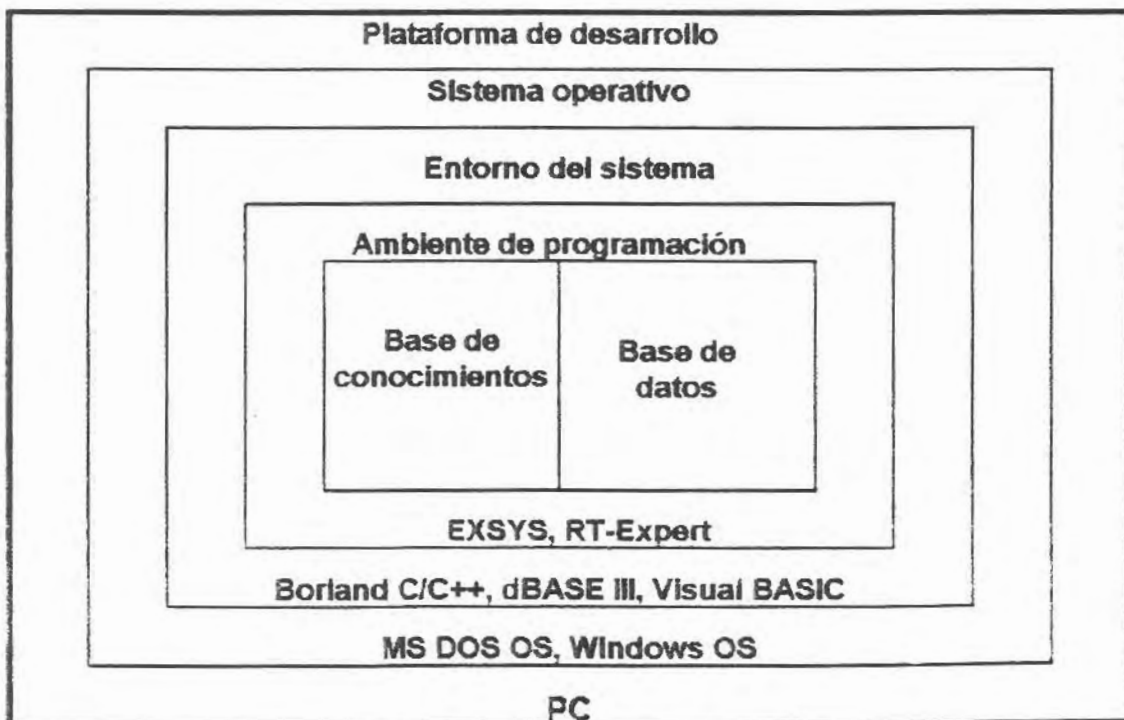 Plataforma de desarrollo
Sistema operativo
Entorno del sistema
Ambiente de programación
Base de
conocimientos
Base de
datos
EXSYS, RT-Expert
Borland C/C++, dBASE III, Visual BASIC
MS DOS OS, Windows OS
PC